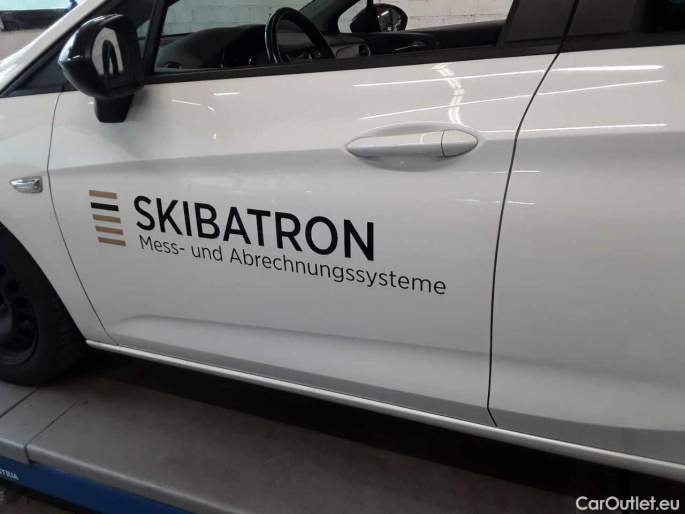 SKIBATRON
Mess- und Abrechnungssysteme
CarOutlet.eu